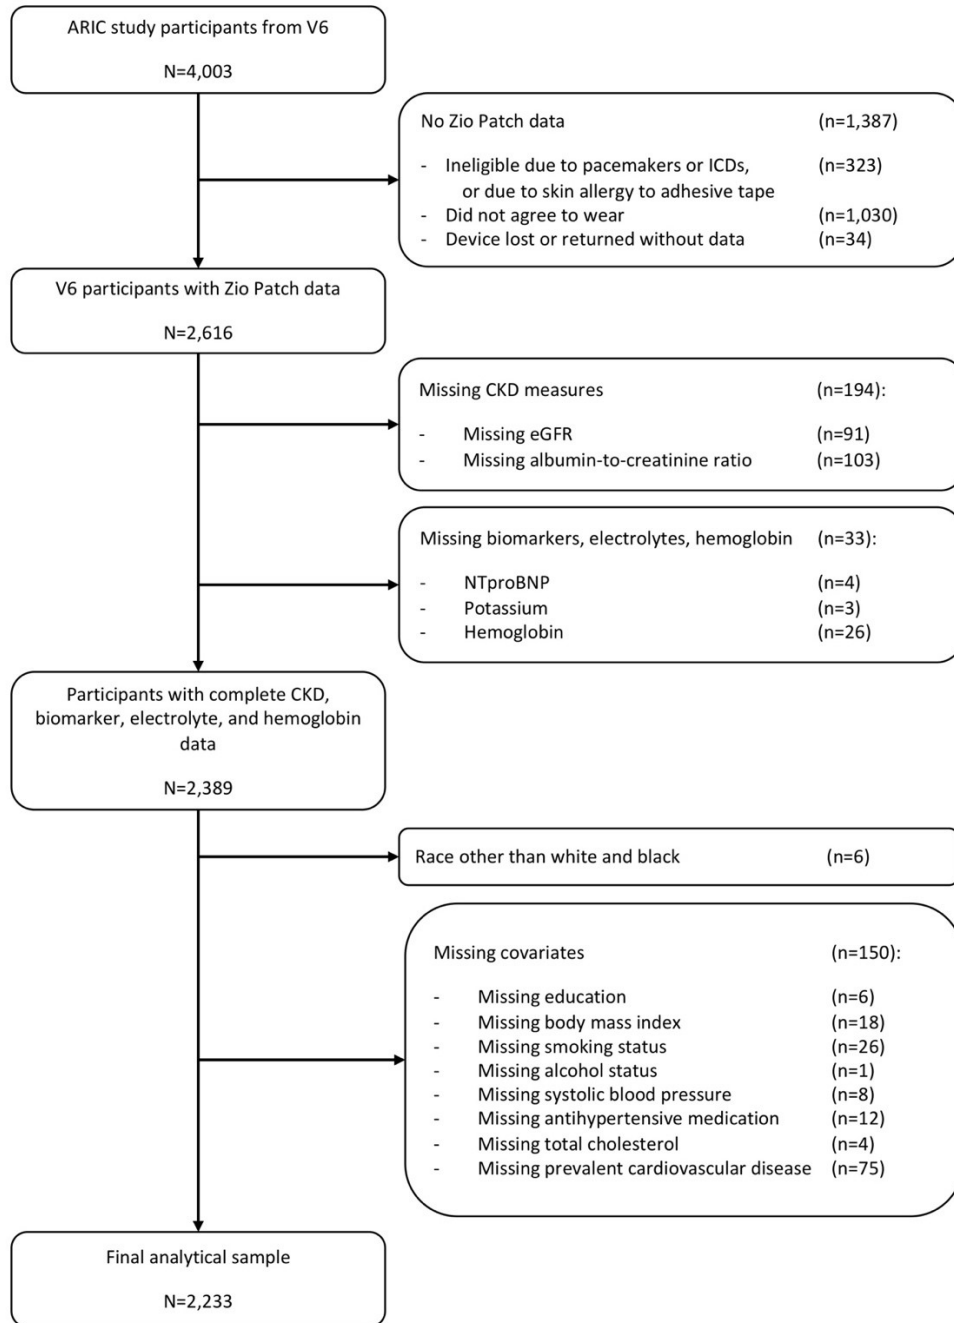 ARIC study participants from V6
N=4,003
No Zio Patch data (n=1,387)
- Ineligible due to pacemakers or ICDs, (n=323)
or due to skin allergy to adhesive tape
- Did not agree to wear (n=1,030)
- Device lost or returned without data (n=34)
V6 participants with Zio Patch data
N=2,616
Missing CKD measures (n=194):
- Missing eGFR (n=91)
- Missing albumin-to-creatinine ratio (n=103)
Missing biomarkers, electrolytes, hemoglobin (n=33):
- NTproBNP (n=4)
- Potassium (n=3)
- Hemoglobin (n=26)
Participants with complete CKD,
biomarker, electrolyte, and hemoglobin
data
N=2,389
Race other than white and black (n=6)
Missing covariates (n=150):
- Missing education (n=6)
- Missing body mass index (n=18)
- Missing smoking status (n=26)
- Missing alcohol status (n=1)
- Missing systolic blood pressure (n=8)
- Missing antihypertensive medication (n=12)
- Missing total cholesterol (n=4)
- Missing prevalent cardiovascular disease (n=75)
Final analytical sample
N=2,233